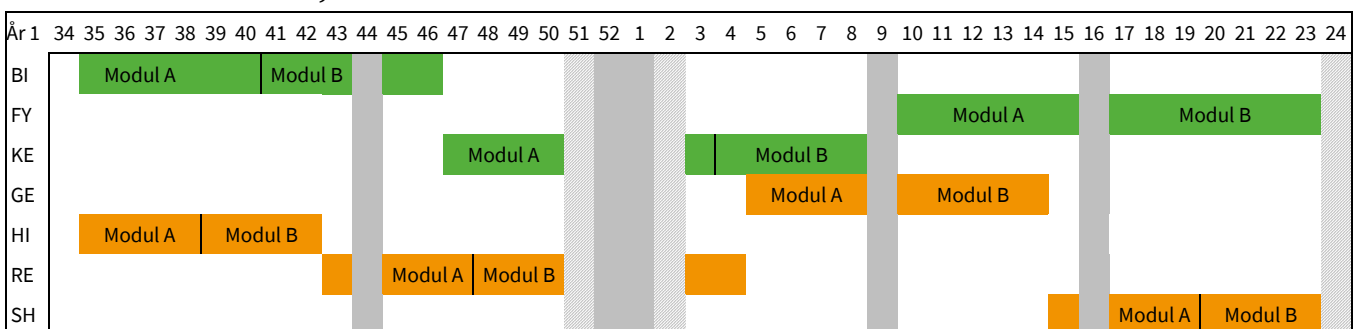 År 1 34 35 36 37 38 39 40 41 42 43 44 45 46 47 48 49 50 51 52 1 2 3 4 5 6 7 8 9 10 11 12 13 14 15 16 17 18 19 20 21 22 23 24
BI Modul A Modul B
FY Modul A Modul B
KE Modul A Modul B
GE Modul A Modul B
HI Modul A Modul B
RE Modul A Modul B
SH Modul A Modul B